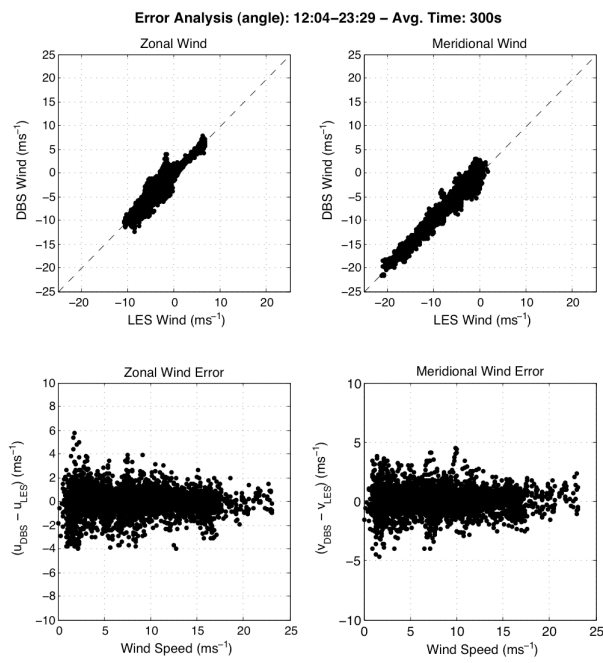 Error Analysis (angle): 12:04–23:29 – Avg. Time: 300s
Zonal Wind
25
20
15
10
5
0
−5
−10
−15
−20
−25
DBS Wind (ms⁻¹)
−20 −10 0 10 20
LES Wind (ms⁻¹)
Meridional Wind
25
20
15
10
5
0
−5
−10
−15
−20
−25
DBS Wind (ms⁻¹)
−20 −10 0 10 20
LES Wind (ms⁻¹)
Zonal Wind Error
10
8
6
4
2
0
−2
−4
−6
−8
−10
(u_DBS − u_LES) (ms⁻¹)
0 5 10 15 20 25
Wind Speed (ms⁻¹)
Meridional Wind Error
10
5
0
−5
−10
(v_DBS − v_LES) (ms⁻¹)
0 5 10 15 20 25
Wind Speed (ms⁻¹)